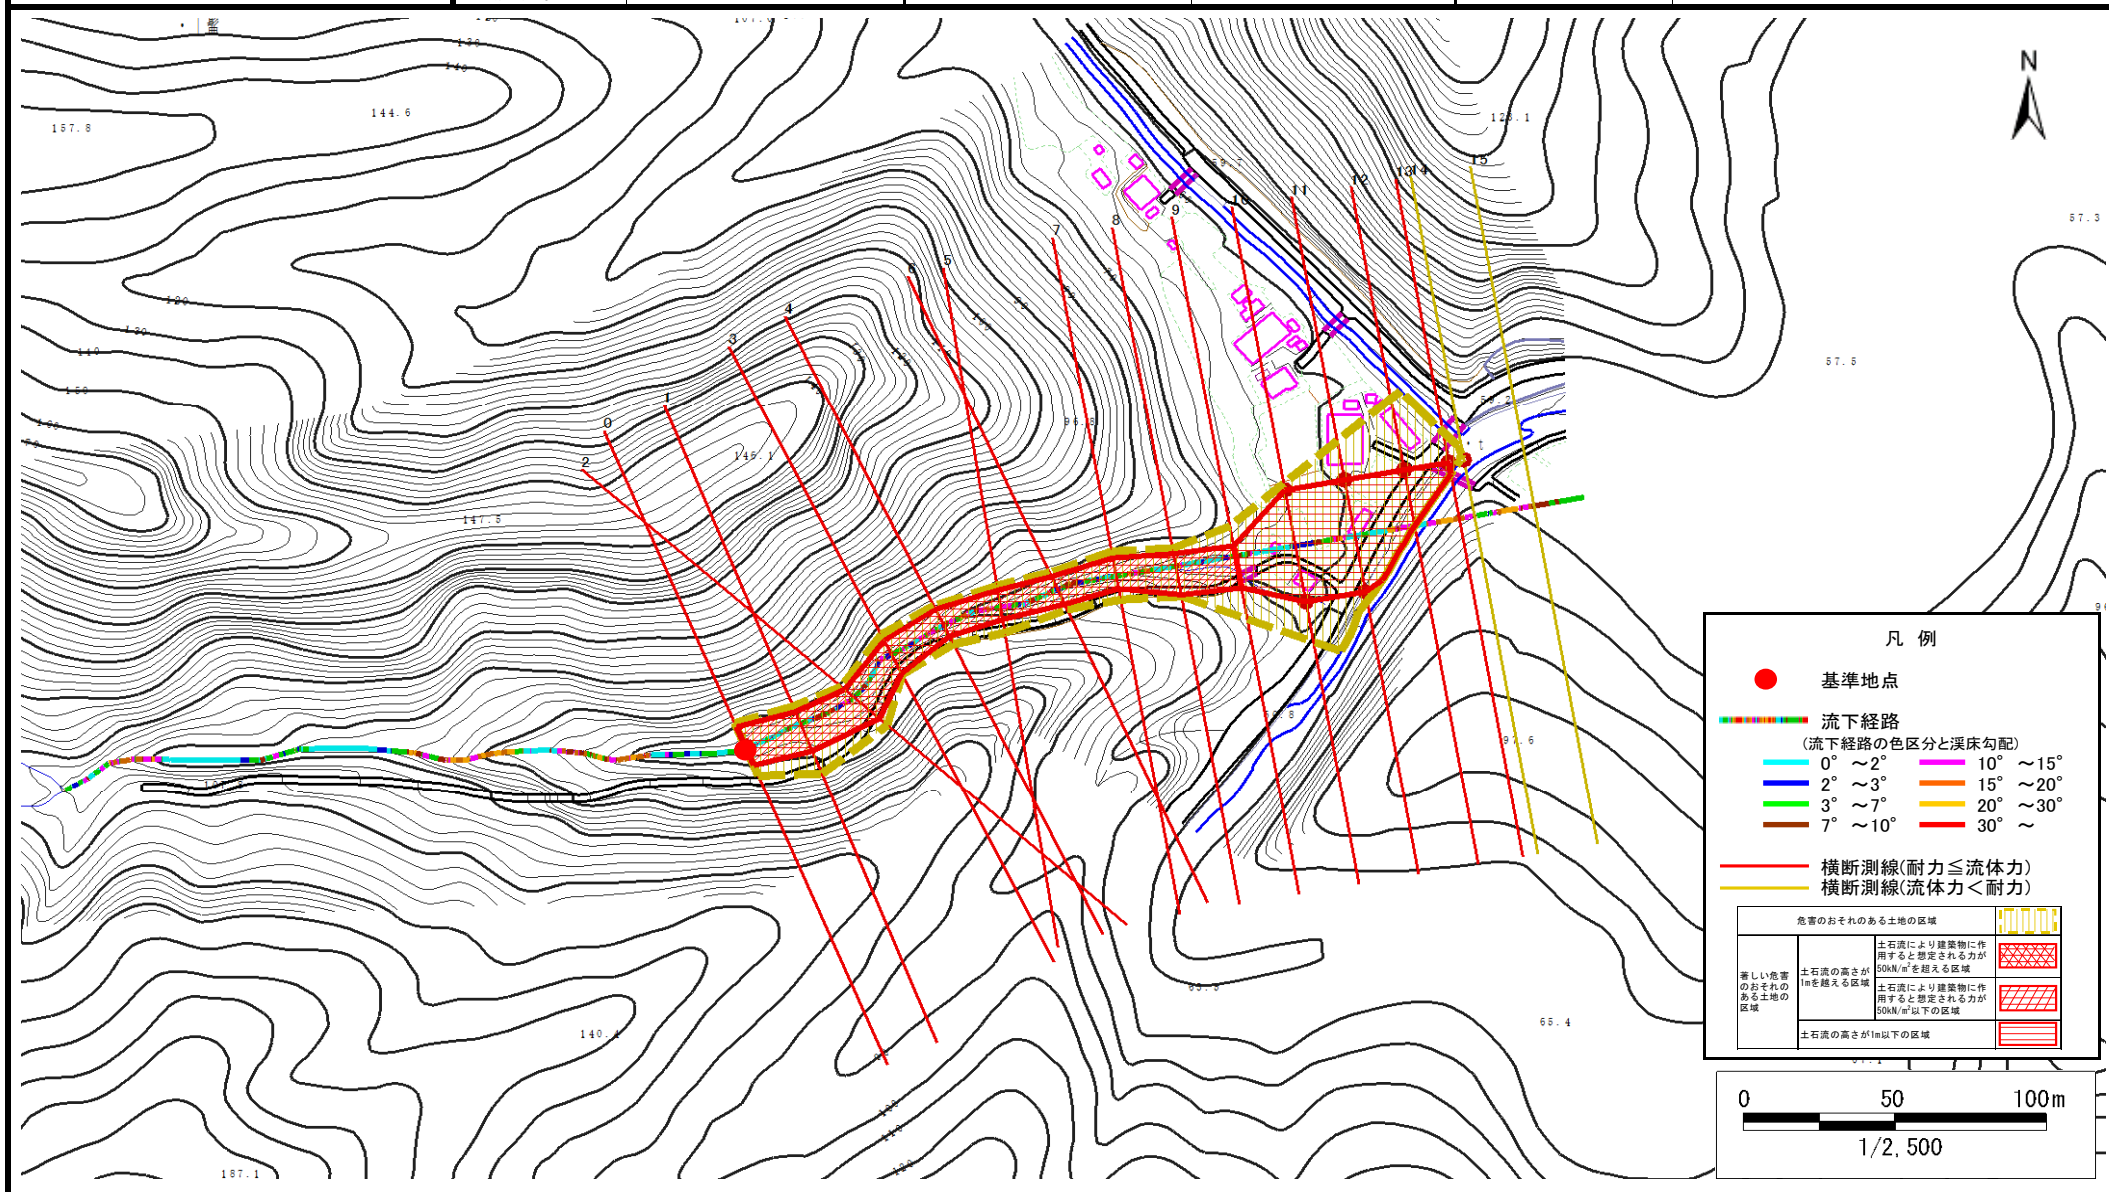 N
157.8
144.6
146.1
147.5
96.8
128.1
57.3
57.5
59.2
97.6
65.4
140.4
187.1
0
1
2
3
4
5
6
7
8
9
10
11
12
13
14
15
凡 例
基準地点
流下経路
(流下経路の色区分と渓床勾配)
0° ～2° 10° ～15°
2° ～3° 15° ～20°
3° ～7° 20° ～30°
7° ～10° 30° ～
横断測線(耐力≦流体力)
横断測線(流体力＜耐力)
危害のおそれのある土地の区域
著しい危害
のおそれの
ある土地の
区域
土石流の高さが
1mを越える区域
土石流により建築物に作
用すると想定される力が
50kN/m²を超える区域
土石流により建築物に作
用すると想定される力が
50kN/m²以下の区域
土石流の高さが1m以下の区域
0 50 100m
1/2,500